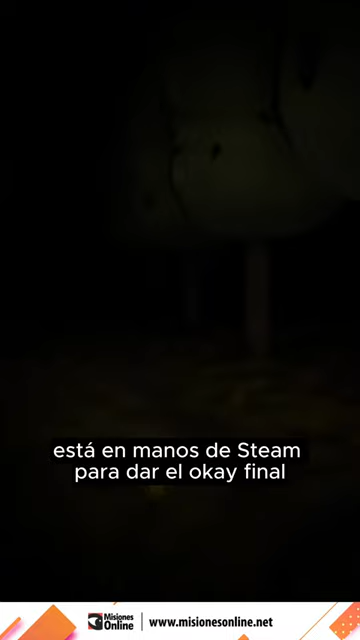 está en manos de Steam
para dar el okay final
Misiones
Online
www.misionesonline.net